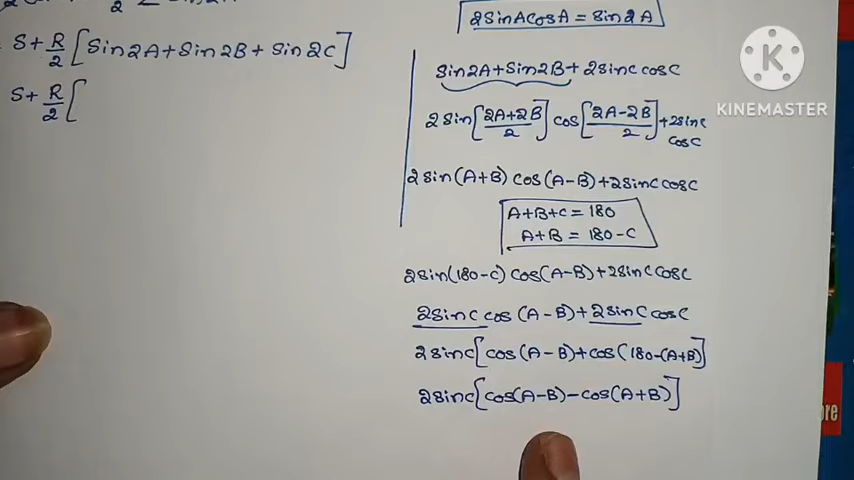 2
S+R/2[Sin2A+Sin2B+Sin2C]
S+R/2[
2SinACosA=Sin2A
Sin2A+Sin2B+2SinC CosC
2Sin[2A+2B/2]Cos[2A-2B/2]+2SinC
CosC
2Sin(A+B)Cos(A-B)+2SinC CosC
A+B+C=180
A+B=180-C
2Sin(180-C)Cos(A-B)+2SinC CosC
2SinC Cos(A-B)+2SinC CosC
2SinC[Cos(A-B)+Cos(180-(A+B)]
2SinC[Cos(A-B)-Cos(A+B)]
KINEMASTER